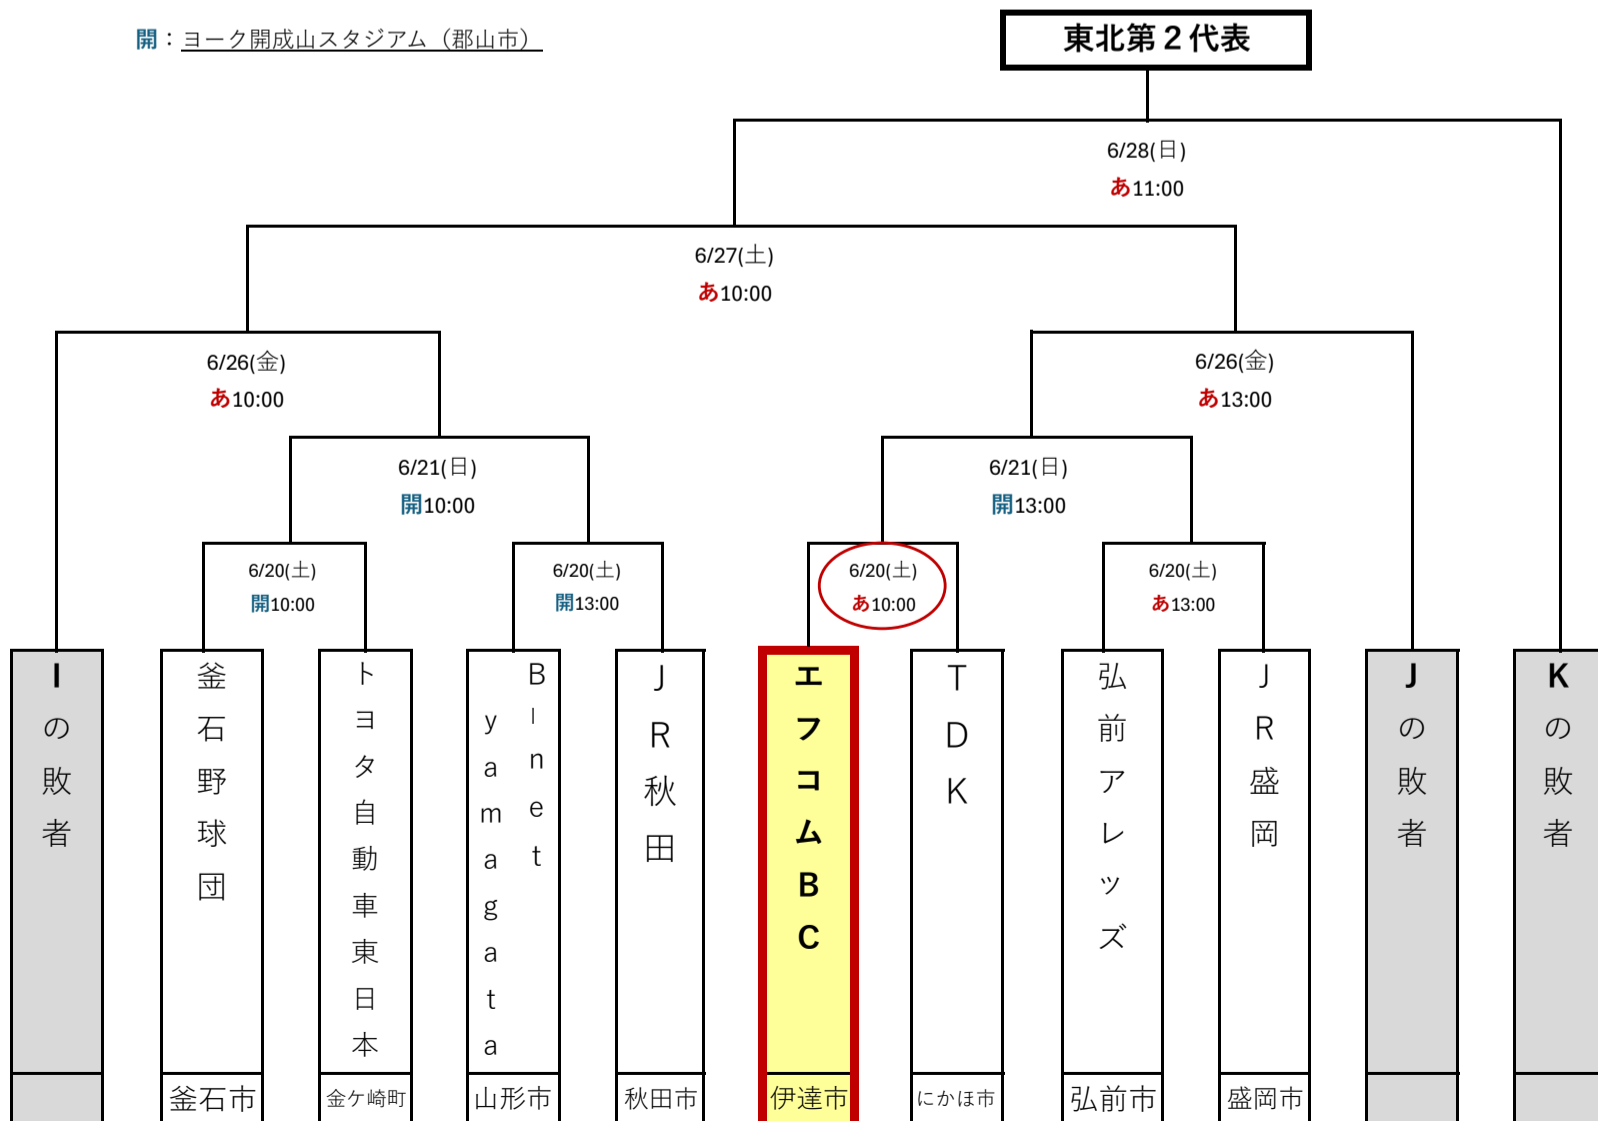 開：ヨーク開成山スタジアム（郡山市）
東北第２代表
6/28(日)
あ11:00
6/27(土)
あ10:00
6/26(金)
あ10:00
6/26(金)
あ13:00
6/21(日)
開10:00
6/21(日)
開13:00
6/20(土)
開10:00
6/20(土)
開13:00
6/20(土)
あ10:00
6/20(土)
あ13:00
Iの敗者
釜石野球団
トヨタ自動車東日本
BInet
yamagata
JR秋田
エフコムBC
TDK
弘前アレッズ
JR盛岡
Jの敗者
Kの敗者
釜石市
金ケ崎町
山形市
秋田市
伊達市
にかほ市
弘前市
盛岡市